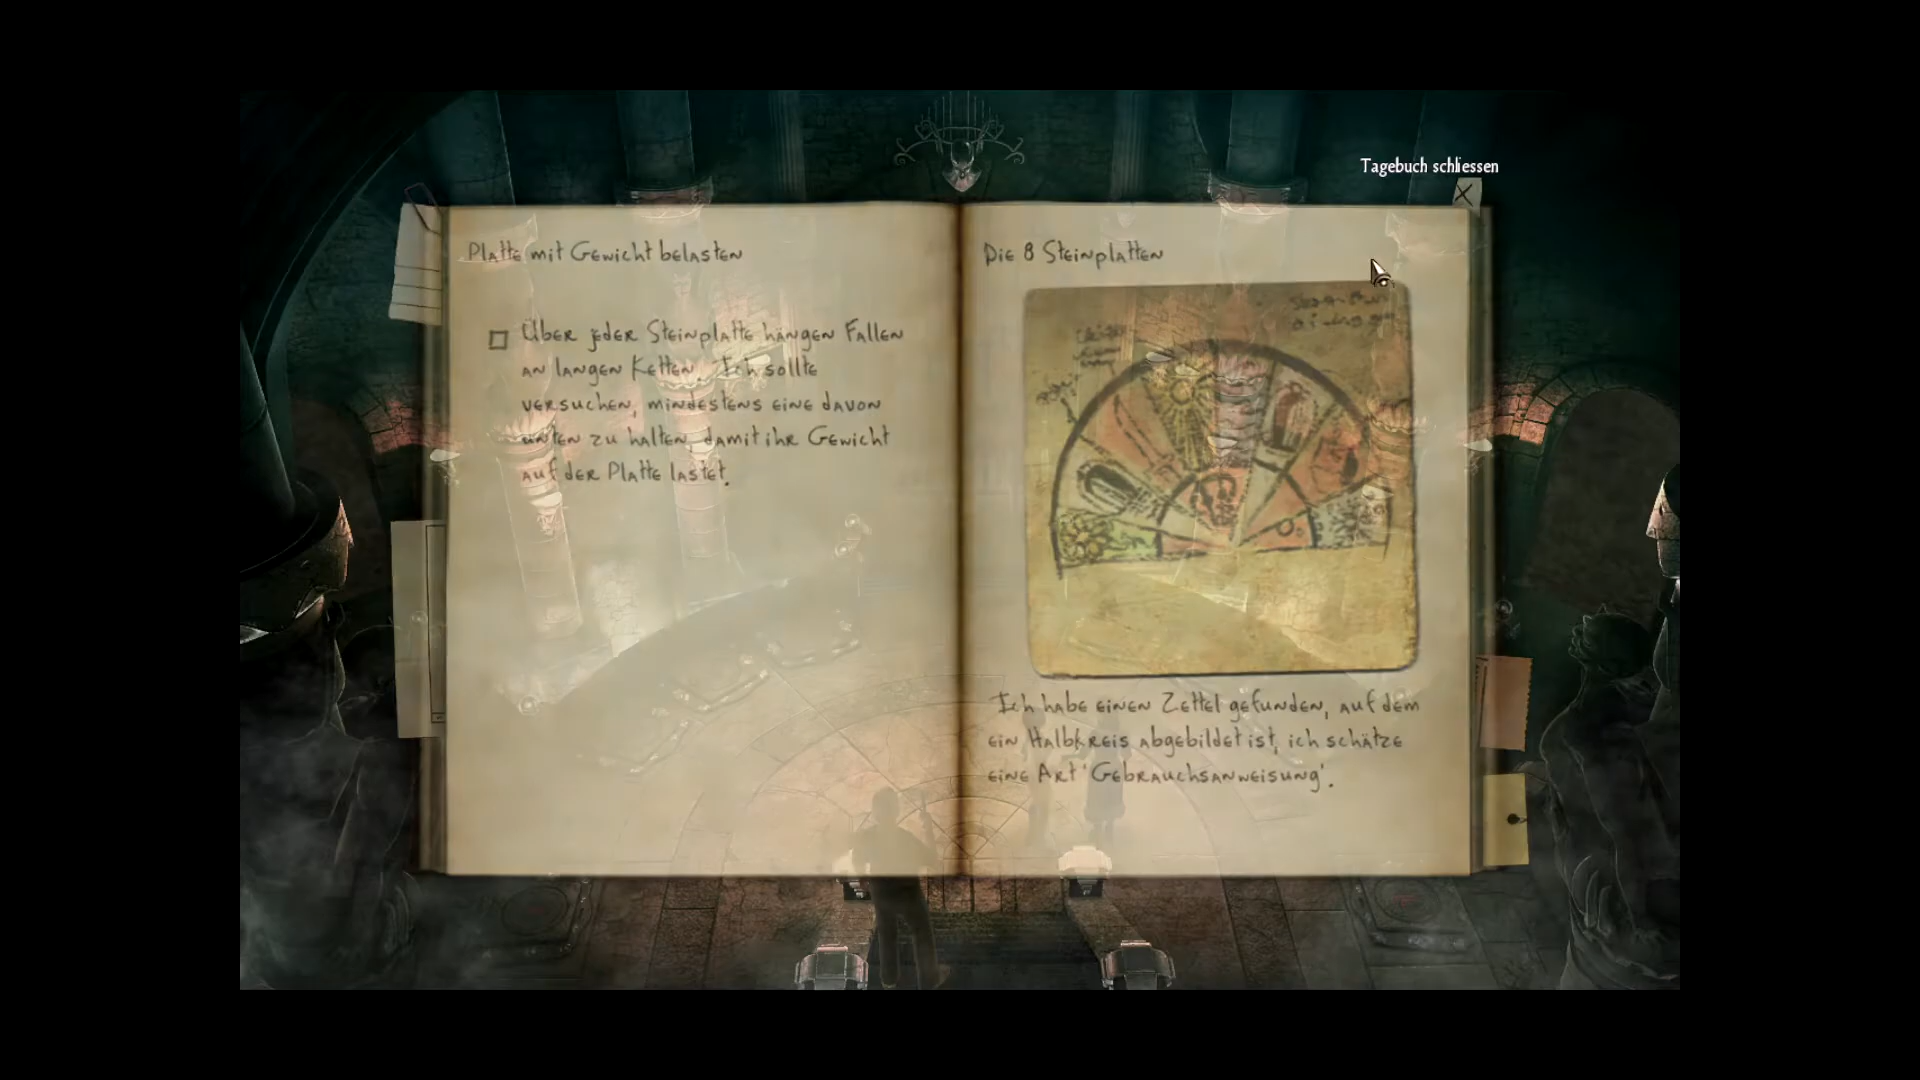 Tagebuch schliessen
Platte mit Gewicht belasten
Über jeder Steinplatte hängen Fallen
an langen Ketten. Ich sollte
versuchen, mindestens eine davon
unten zu halten, damit ihr Gewicht
auf der Platte lastet.
Die 8 Steinplatten
Ich habe einen Zettel gefunden, auf dem
ein Halbkreis abgebildet ist, ich schätze
eine Art 'Gebrauchsanweisung'.